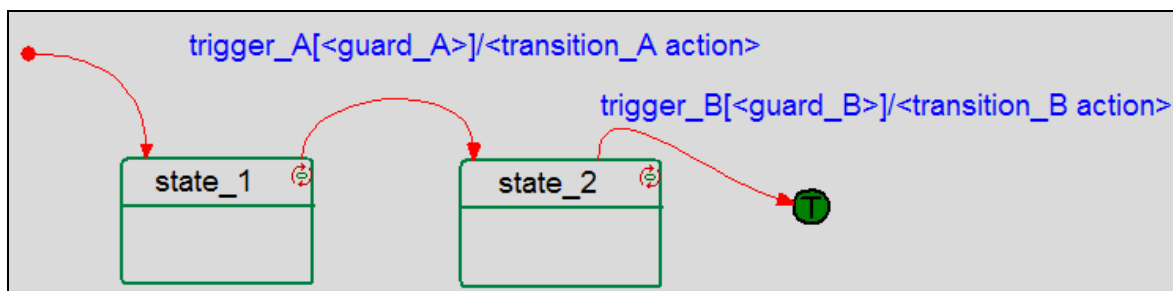 trigger_A[<guard_A>]/<transition_A action>
trigger_B[<guard_B>]/<transition_B action>
state_1
state_2
T